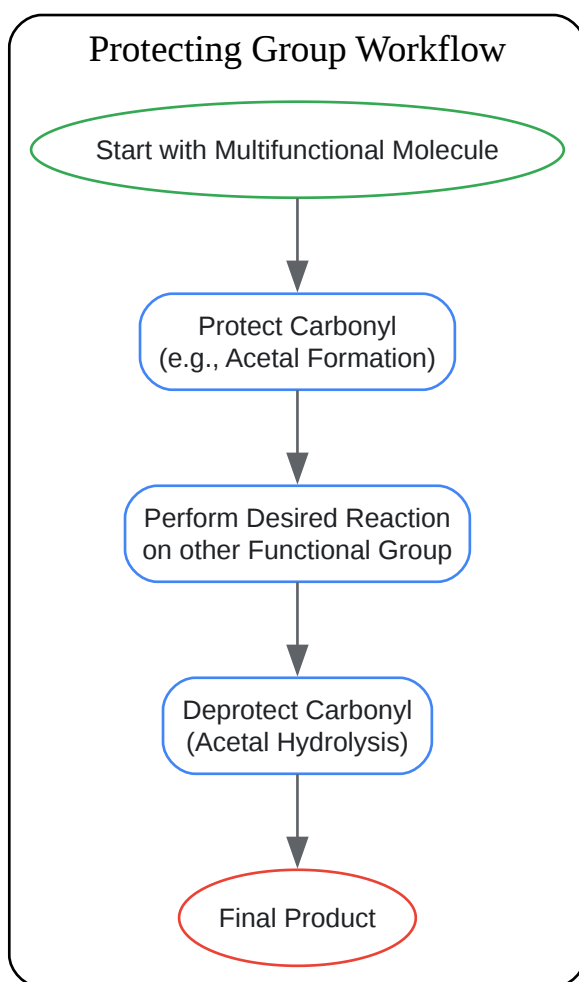 Protecting Group Workflow
Start with Multifunctional Molecule
Protect Carbonyl
(e.g., Acetal Formation)
Perform Desired Reaction
on other Functional Group
Deprotect Carbonyl
(Acetal Hydrolysis)
Final Product